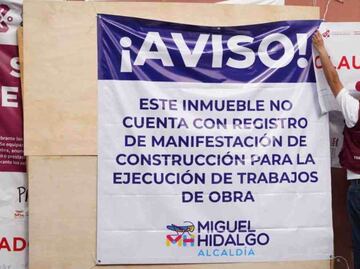 ¡AVISO!
ESTE INMUEBLE NO
CUENTA CON REGISTRO
DE MANIFESTACIÓN DE
CONSTRUCCIÓN PARA LA
EJECUCIÓN DE TRABAJOS
DE OBRA
MIGUEL
HIDALGO
ALCALDÍA